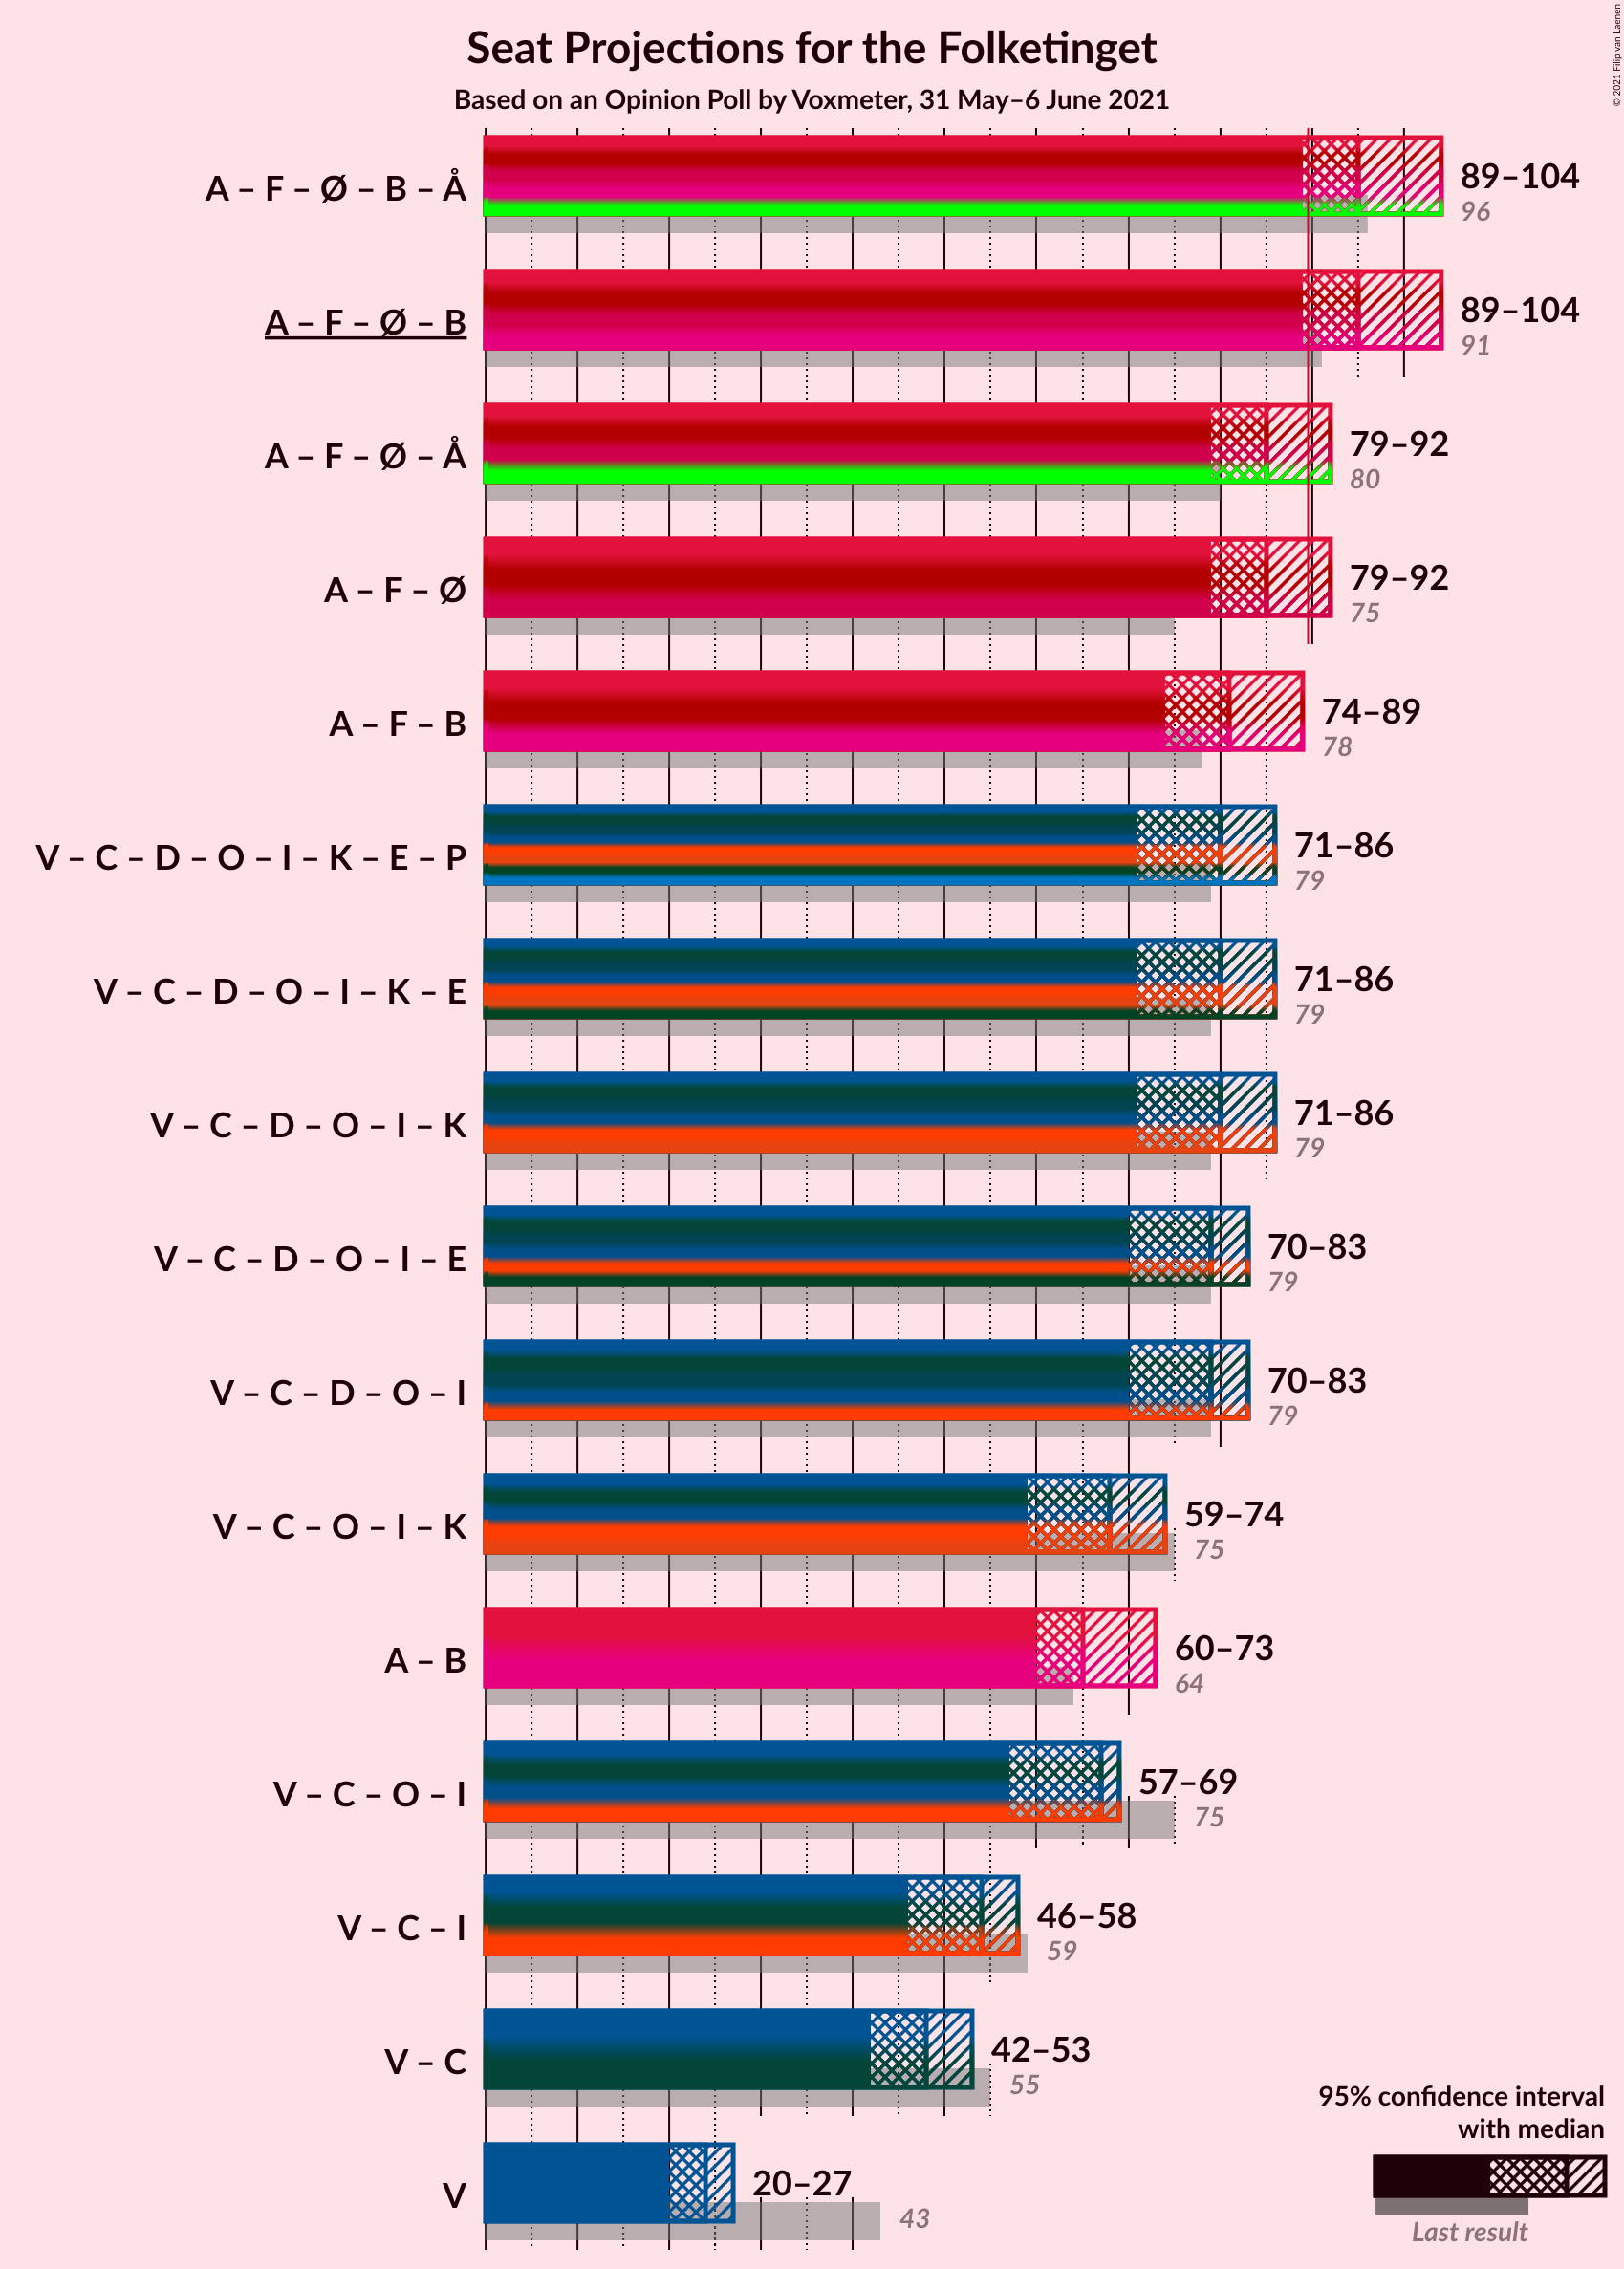 Seat Projections for the Folketinget
Based on an Opinion Poll by Voxmeter, 31 May–6 June 2021
© 2021 Filip van Laenen
A – F – Ø – B – Å
89–104
96
A – F – Ø – B
89–104
91
A – F – Ø – Å
79–92
80
A – F – Ø
79–92
75
A – F – B
74–89
78
V – C – D – O – I – K – E – P
71–86
79
V – C – D – O – I – K – E
71–86
79
V – C – D – O – I – K
71–86
79
V – C – D – O – I – E
70–83
79
V – C – D – O – I
70–83
79
V – C – O – I – K
59–74
75
A – B
60–73
64
V – C – O – I
57–69
75
V – C – I
46–58
59
V – C
42–53
55
V
20–27
43
95% confidence interval
with median
Last result